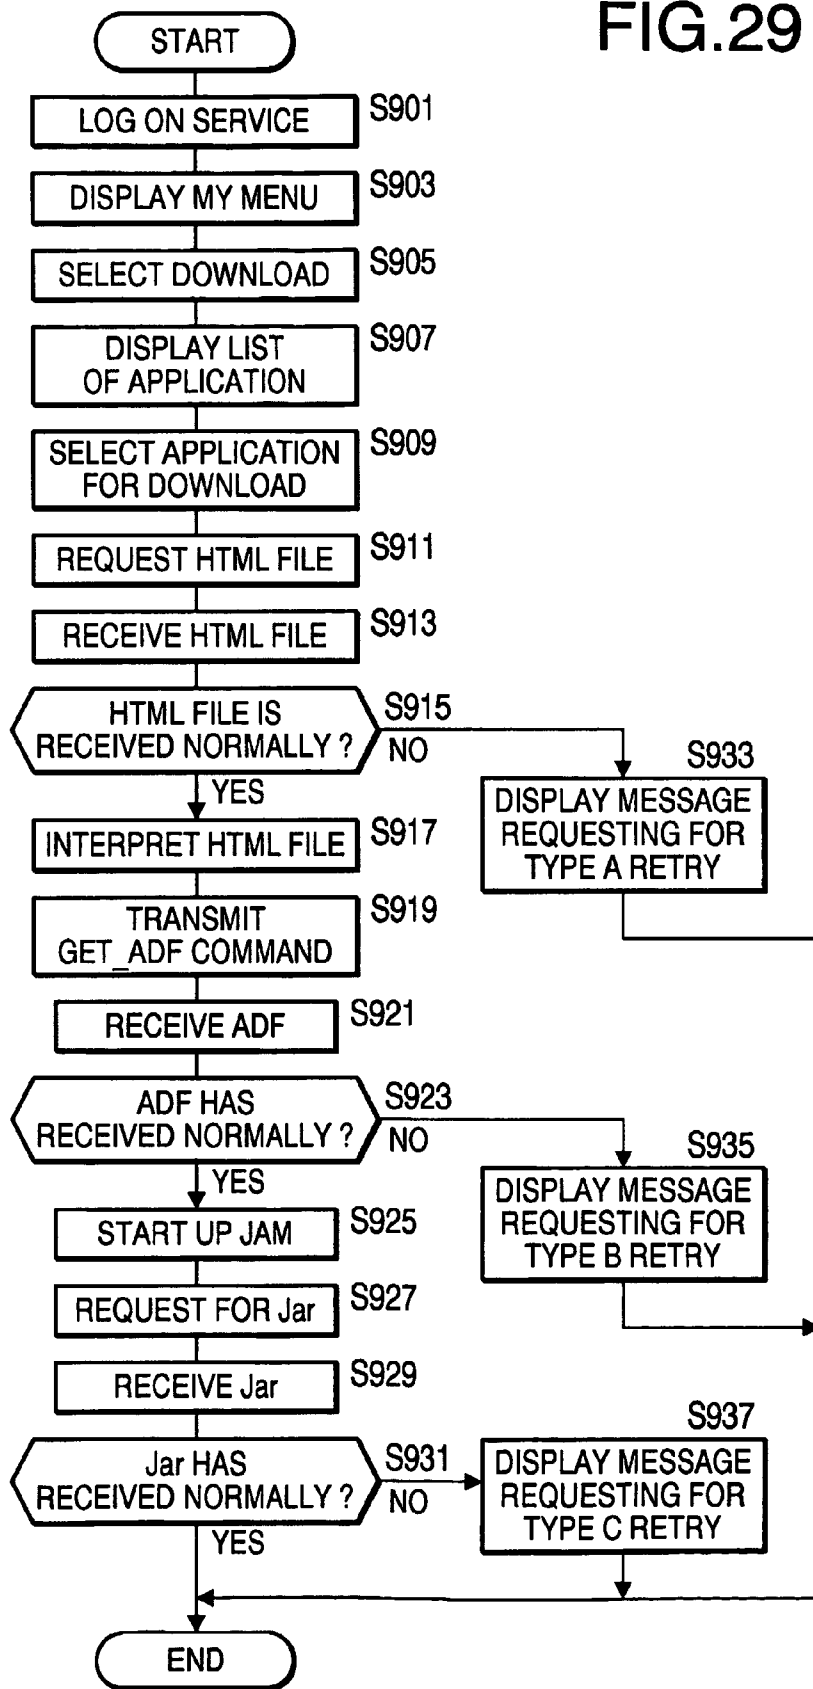 FIG.29
START
LOG ON SERVICE
S901
DISPLAY MY MENU
S903
SELECT DOWNLOAD
S905
DISPLAY LIST
OF APPLICATION
S907
SELECT APPLICATION
FOR DOWNLOAD
S909
REQUEST HTML FILE
S911
RECEIVE HTML FILE
S913
HTML FILE IS
RECEIVED NORMALLY ?
S915
NO
YES
S933
DISPLAY MESSAGE
REQUESTING FOR
TYPE A RETRY
INTERPRET HTML FILE
S917
TRANSMIT
GET_ADF COMMAND
S919
RECEIVE ADF
S921
ADF HAS
RECEIVED NORMALLY ?
S923
NO
YES
S935
DISPLAY MESSAGE
REQUESTING FOR
TYPE B RETRY
START UP JAM
S925
REQUEST FOR Jar
S927
RECEIVE Jar
S929
Jar HAS
RECEIVED NORMALLY ?
S931
NO
YES
S937
DISPLAY MESSAGE
REQUESTING FOR
TYPE C RETRY
END